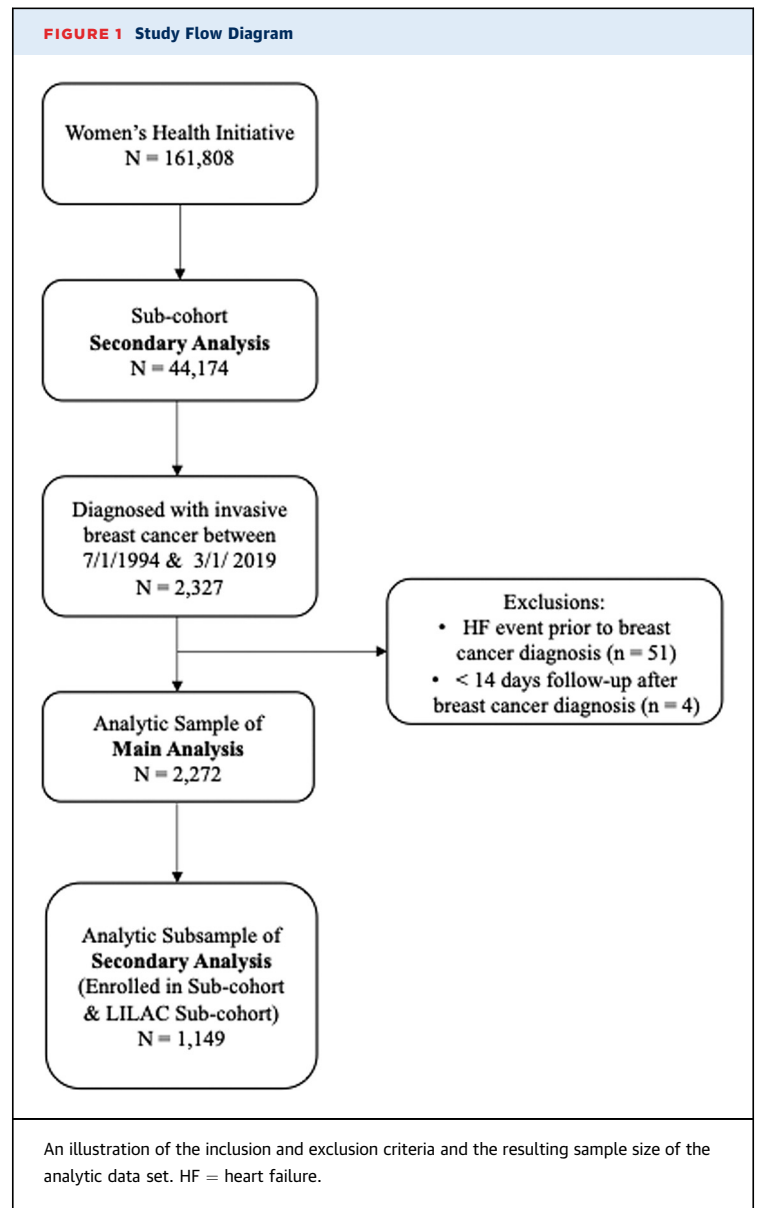 FIGURE 1 Study Flow Diagram
Women's Health Initiative
N = 161,808
Sub-cohort
Secondary Analysis
N = 44,174
Diagnosed with invasive
breast cancer between
7/1/1994 & 3/1/ 2019
N = 2,327
Exclusions:
• HF event prior to breast
cancer diagnosis (n = 51)
• < 14 days follow-up after
breast cancer diagnosis (n = 4)
Analytic Sample of
Main Analysis
N = 2,272
Analytic Subsample of
Secondary Analysis
(Enrolled in Sub-cohort
& LILAC Sub-cohort)
N = 1,149
An illustration of the inclusion and exclusion criteria and the resulting sample size of the
analytic data set. HF = heart failure.